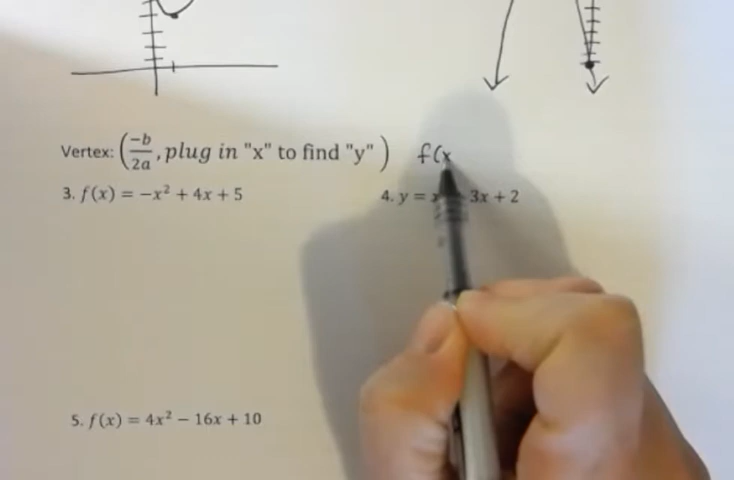 Vertex: (-b/2a, plug in "x" to find "y") f(x
3. f(x) = −x² + 4x + 5
4. y = 3x + 2
5. f(x) = 4x² − 16x + 10